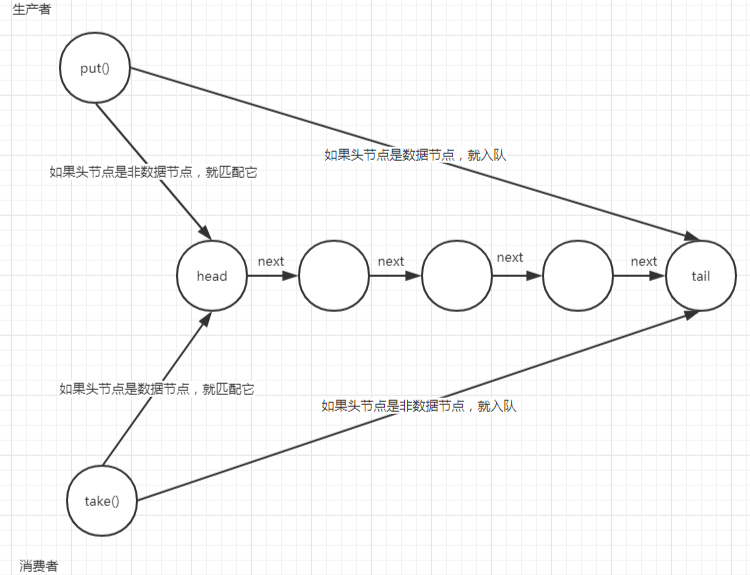 生产者
put()
如果头节点是数据节点，就入队
如果头节点是非数据节点，就匹配它
next
next
next
next
head
tail
如果头节点是数据节点，就匹配它
如果头节点是非数据节点，就入队
take()
消费者